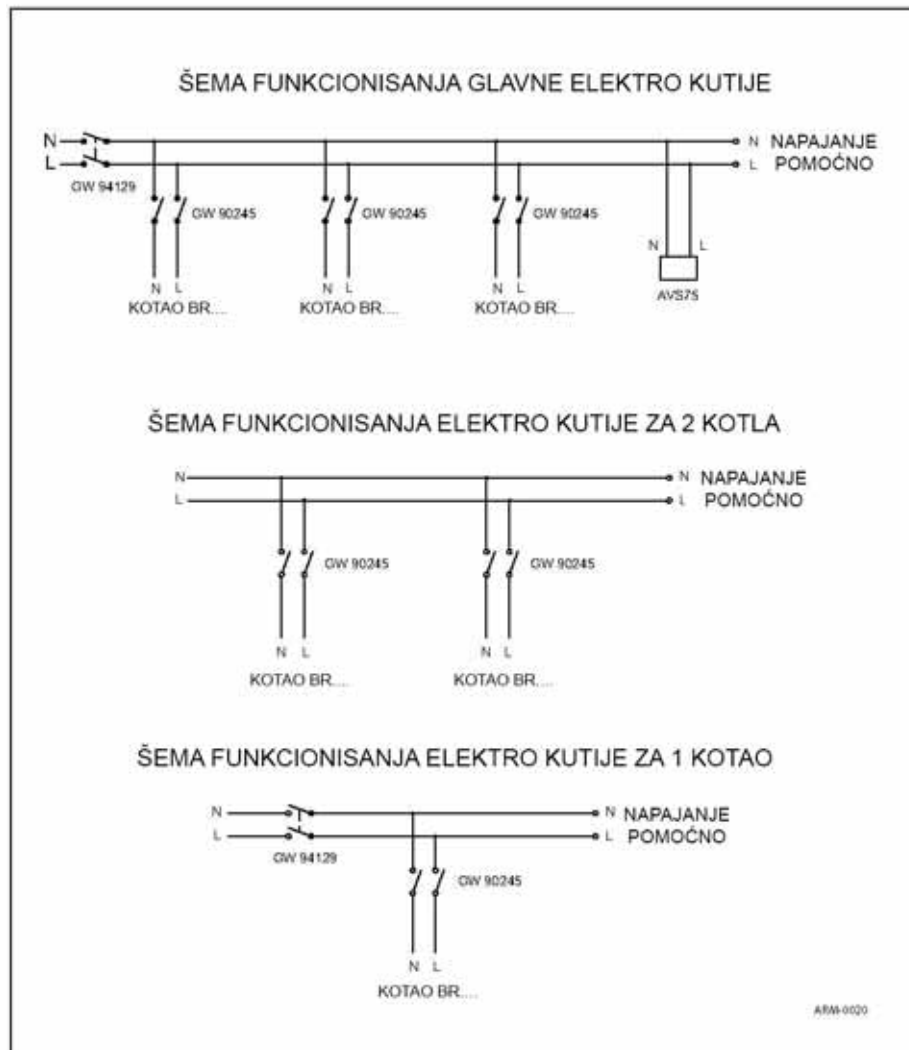 ŠEMA FUNKCIONISANJA GLAVNE ELEKTRO KUTIJE
N
N NAPAJANJE
L
L POMOĆNO
GW 94129
GW 90245
GW 90245
GW 90245
N L
N L
N L
N L
KOTAO BR....
KOTAO BR....
KOTAO BR....
AVS75
ŠEMA FUNKCIONISANJA ELEKTRO KUTIJE ZA 2 KOTLA
N
N NAPAJANJE
L
L POMOĆNO
GW 90245
GW 90245
N L
N L
KOTAO BR....
KOTAO BR....
ŠEMA FUNKCIONISANJA ELEKTRO KUTIJE ZA 1 KOTAO
N
N NAPAJANJE
L
L POMOĆNO
GW 94129
GW 90245
N L
KOTAO BR....
ARM-0020